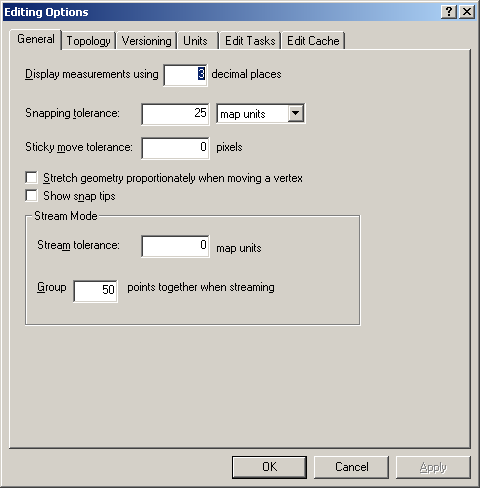 Editing Options
General Topology Versioning Units Edit Tasks Edit Cache
Display measurements using 3 decimal places
Snapping tolerance: 25 map units
Sticky move tolerance: 0 pixels
Stretch geometry proportionately when moving a vertex
Show snap tips
Stream Mode
Stream tolerance: 0 map units
Group 50 points together when streaming
OK Cancel Apply